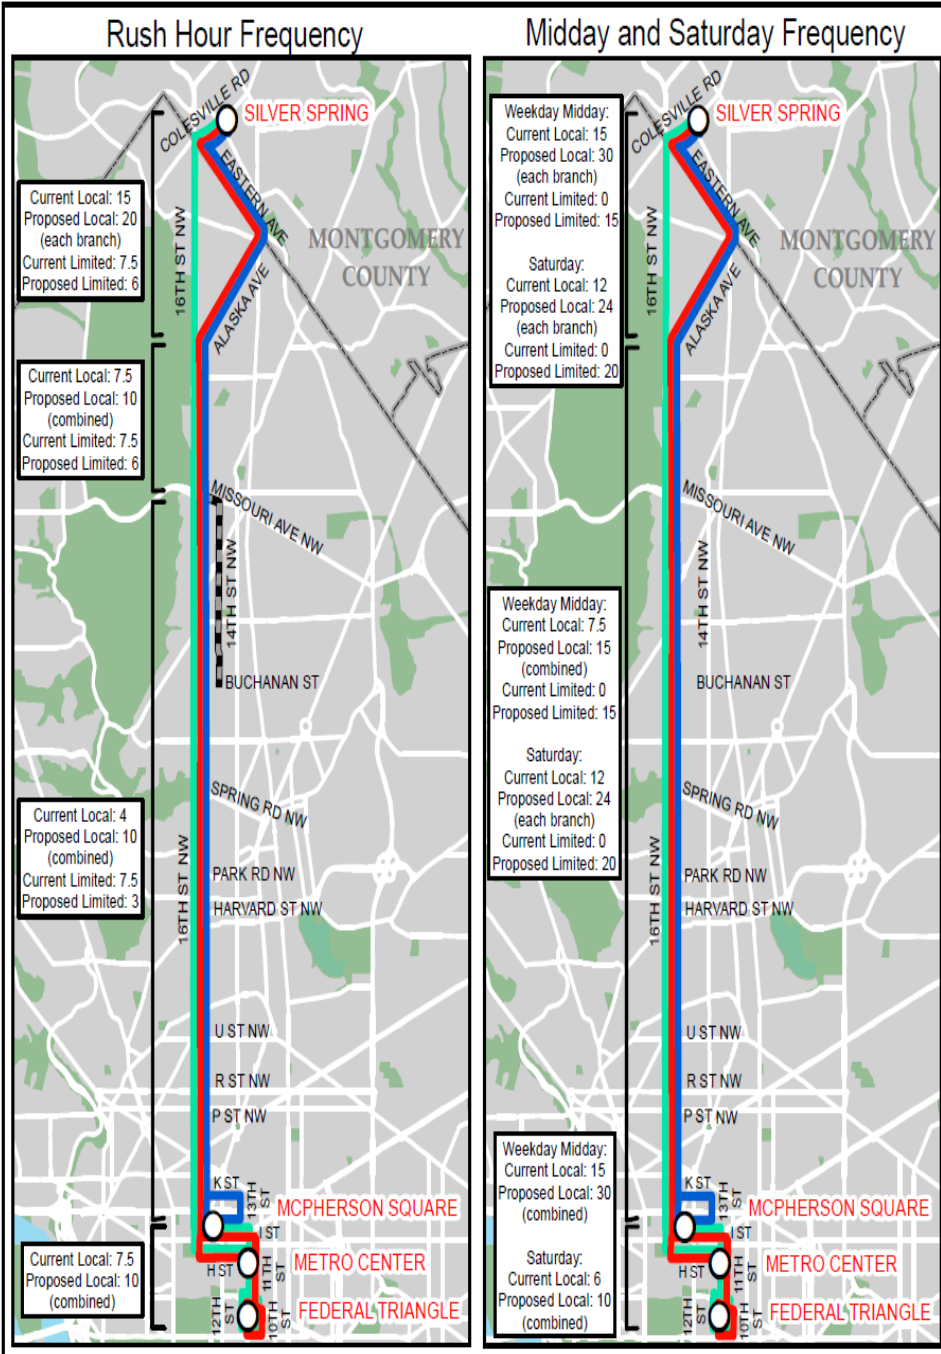 Rush Hour Frequency
COLESVILLE RD
SILVER SPRING
EASTERN AVE
Current Local: 15
Proposed Local: 20
(each branch)
Current Limited: 7.5
Proposed Limited: 6
16TH ST NW
MONTGOMERY
COUNTY
ALASKA AVE
Current Local: 7.5
Proposed Local: 10
(combined)
Current Limited: 7.5
Proposed Limited: 6
MISSOURI AVE NW
14TH ST NW
BUCHANAN ST
SPRING RD NW
Current Local: 4
Proposed Local: 10
(combined)
Current Limited: 7.5
Proposed Limited: 3
16TH ST NW
PARK RD NW
HARVARD ST NW
U ST NW
R ST NW
P ST NW
K ST
13TH ST
MCPHERSON SQUARE
I ST
Current Local: 7.5
Proposed Local: 10
(combined)
H ST
11TH ST
METRO CENTER
12TH ST
10TH ST
FEDERAL TRIANGLE
Midday and Saturday Frequency
COLESVILLE RD
SILVER SPRING
EASTERN AVE
Weekday Midday:
Current Local: 15
Proposed Local: 30
(each branch)
Current Limited: 0
Proposed Limited: 15
Saturday:
Current Local: 12
Proposed Local: 24
(each branch)
Current Limited: 0
Proposed Limited: 20
16TH ST NW
MONTGOMERY
COUNTY
ALASKA AVE
MISSOURI AVE NW
14TH ST NW
BUCHANAN ST
Weekday Midday:
Current Local: 7.5
Proposed Local: 15
(combined)
Current Limited: 0
Proposed Limited: 15
Saturday:
Current Local: 12
Proposed Local: 24
(each branch)
Current Limited: 0
Proposed Limited: 20
SPRING RD NW
16TH ST NW
PARK RD NW
HARVARD ST NW
U ST NW
R ST NW
P ST NW
Weekday Midday:
Current Local: 15
Proposed Local: 30
(combined)
Saturday:
Current Local: 6
Proposed Local: 10
(combined)
K ST
13TH ST
MCPHERSON SQUARE
I ST
H ST
11TH ST
METRO CENTER
12TH ST
10TH ST
FEDERAL TRIANGLE